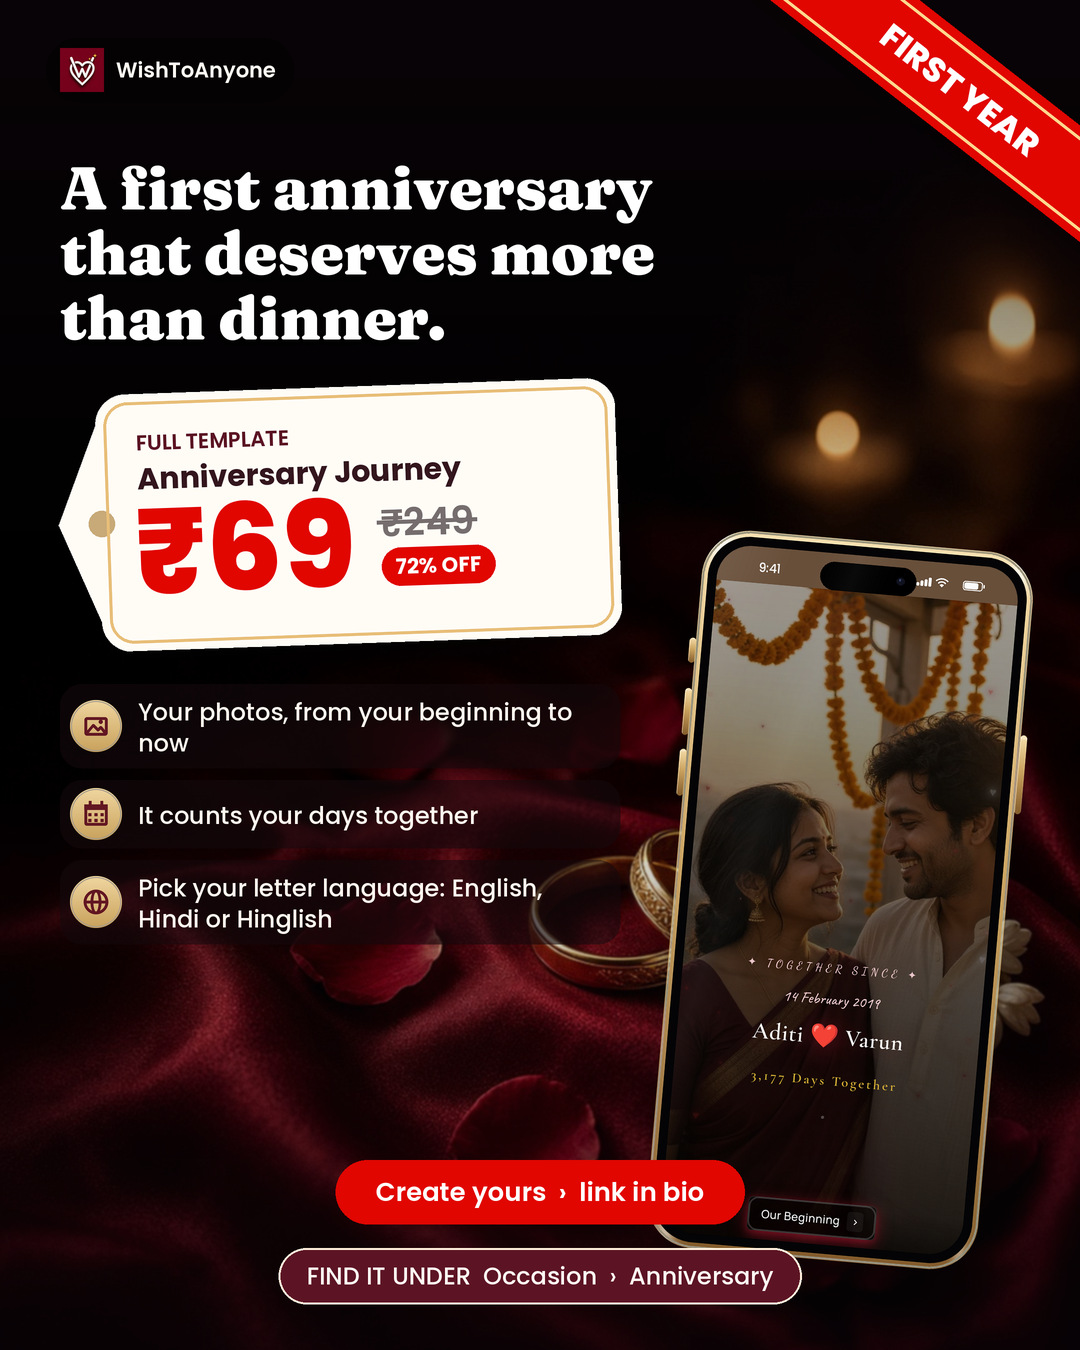 WishToAnyone
FIRST YEAR
A first anniversary
that deserves more
than dinner.
FULL TEMPLATE
Anniversary Journey
₹69
₹249
72% OFF
Your photos, from your beginning to
now
It counts your days together
Pick your letter language: English,
Hindi or Hinglish
9:41
TOGETHER SINCE
14 February 2019
Aditi ❤️ Varun
3,177 Days Together
Our Beginning ›
Create yours › link in bio
FIND IT UNDER Occasion › Anniversary